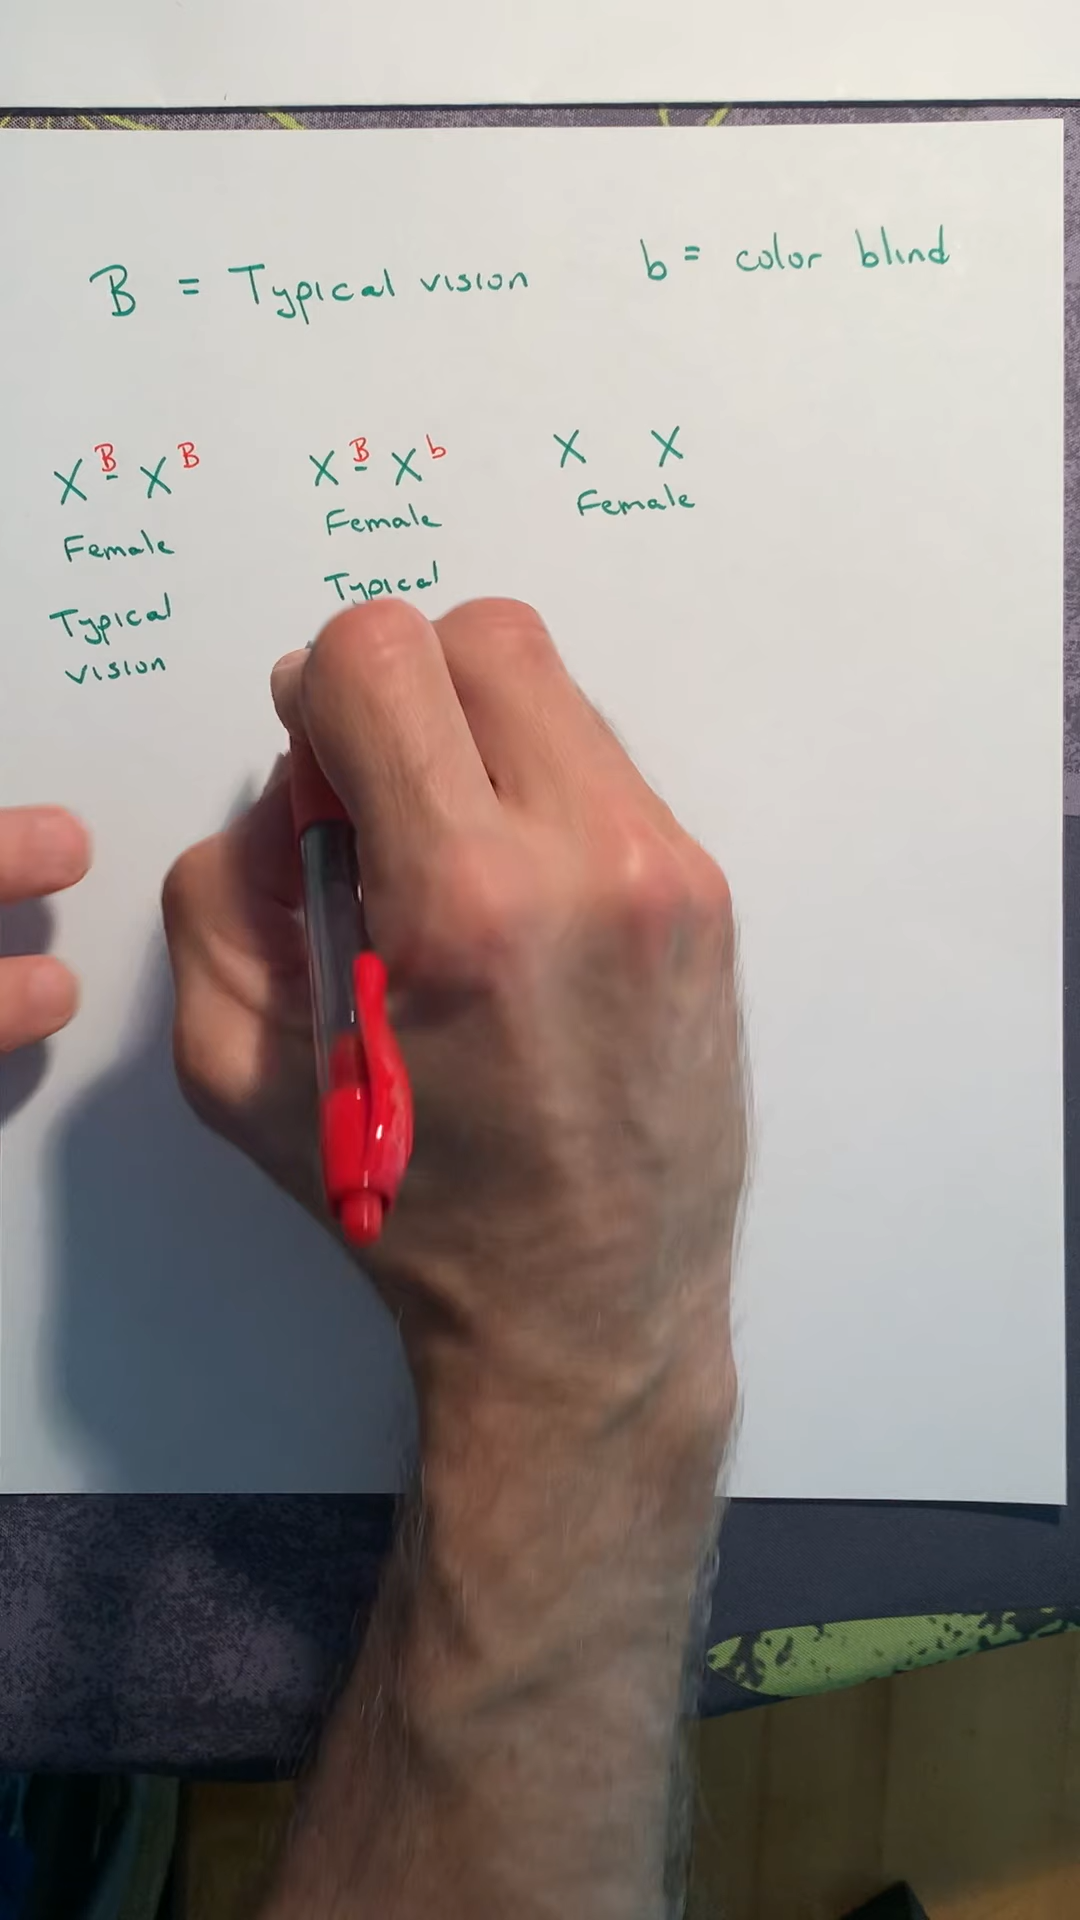 B = Typical vision
b = color blind
X^B X^B
Female
Typical
vision
X^B X^b
Female
Typical
X X
Female